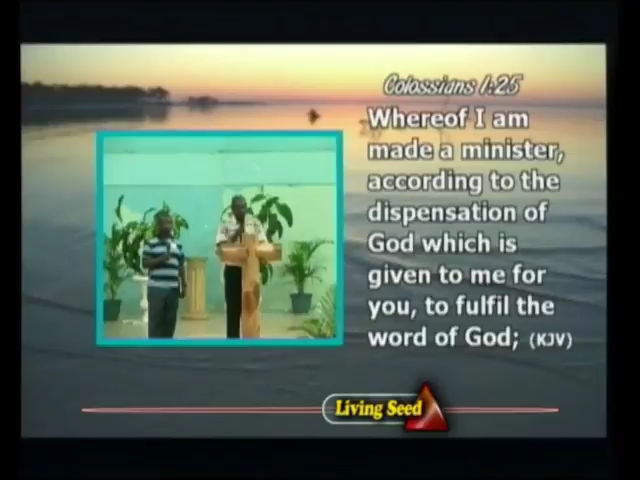 Colossians 1:25
Whereof I am
made a minister,
according to the
dispensation of
God which is
given to me for
you, to fulfil the
word of God; (KJV)
Living Seed